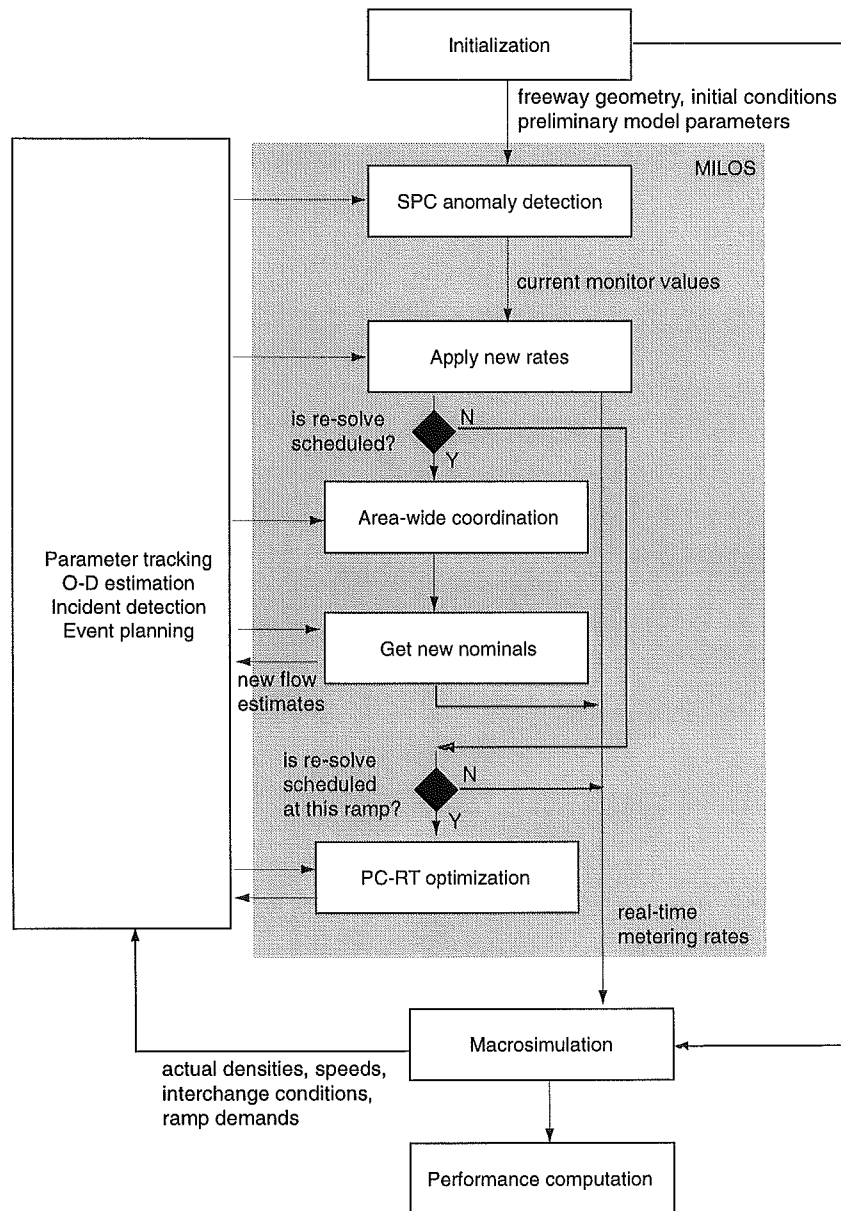 Initialization
freeway geometry, initial conditions
preliminary model parameters
MILOS
SPC anomaly detection
current monitor values
Apply new rates
is re-solve
scheduled?
N
Y
Area-wide coordination
Parameter tracking
O-D estimation
Incident detection
Event planning
Get new nominals
new flow
estimates
is re-solve
scheduled
at this ramp?
N
Y
PC-RT optimization
real-time
metering rates
Macrosimulation
actual densities, speeds,
interchange conditions,
ramp demands
Performance computation